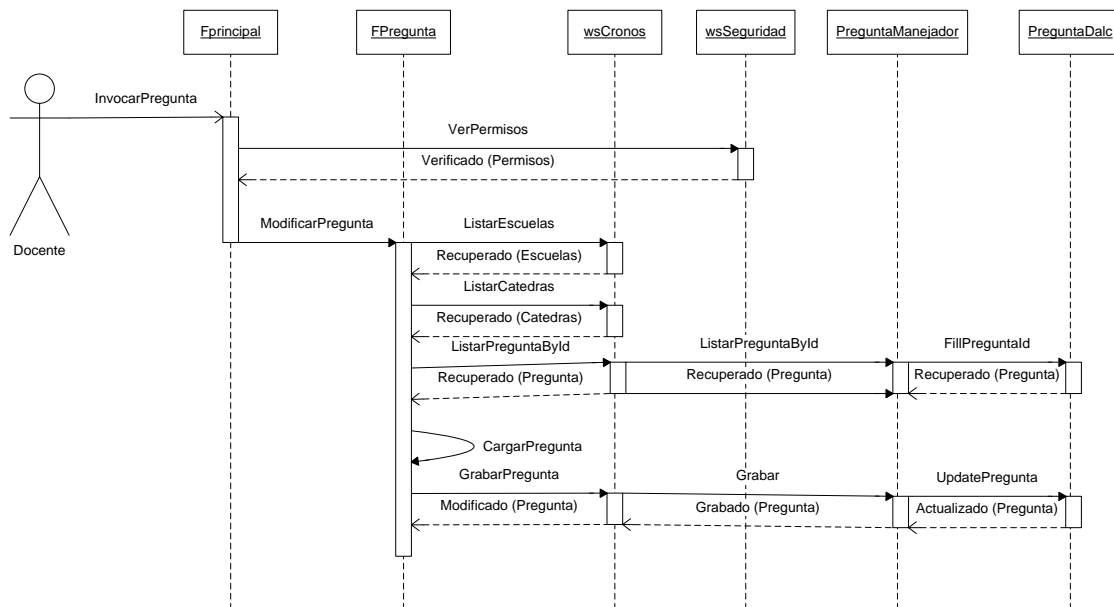 Fprincipal
FPregunta
wsCronos
wsSeguridad
PreguntaManejador
PreguntaDalc
InvocarPregunta
VerPermisos
Verificado (Permisos)
Docente
ModificarPregunta
ListarEscuelas
Recuperado (Escuelas)
ListarCatedras
Recuperado (Catedras)
ListarPreguntaById
ListarPreguntaById
FillPreguntaId
Recuperado (Pregunta)
Recuperado (Pregunta)
Recuperado (Pregunta)
CargarPregunta
GrabarPregunta
Grabar
UpdatePregunta
Modificado (Pregunta)
Grabado (Pregunta)
Actualizado (Pregunta)